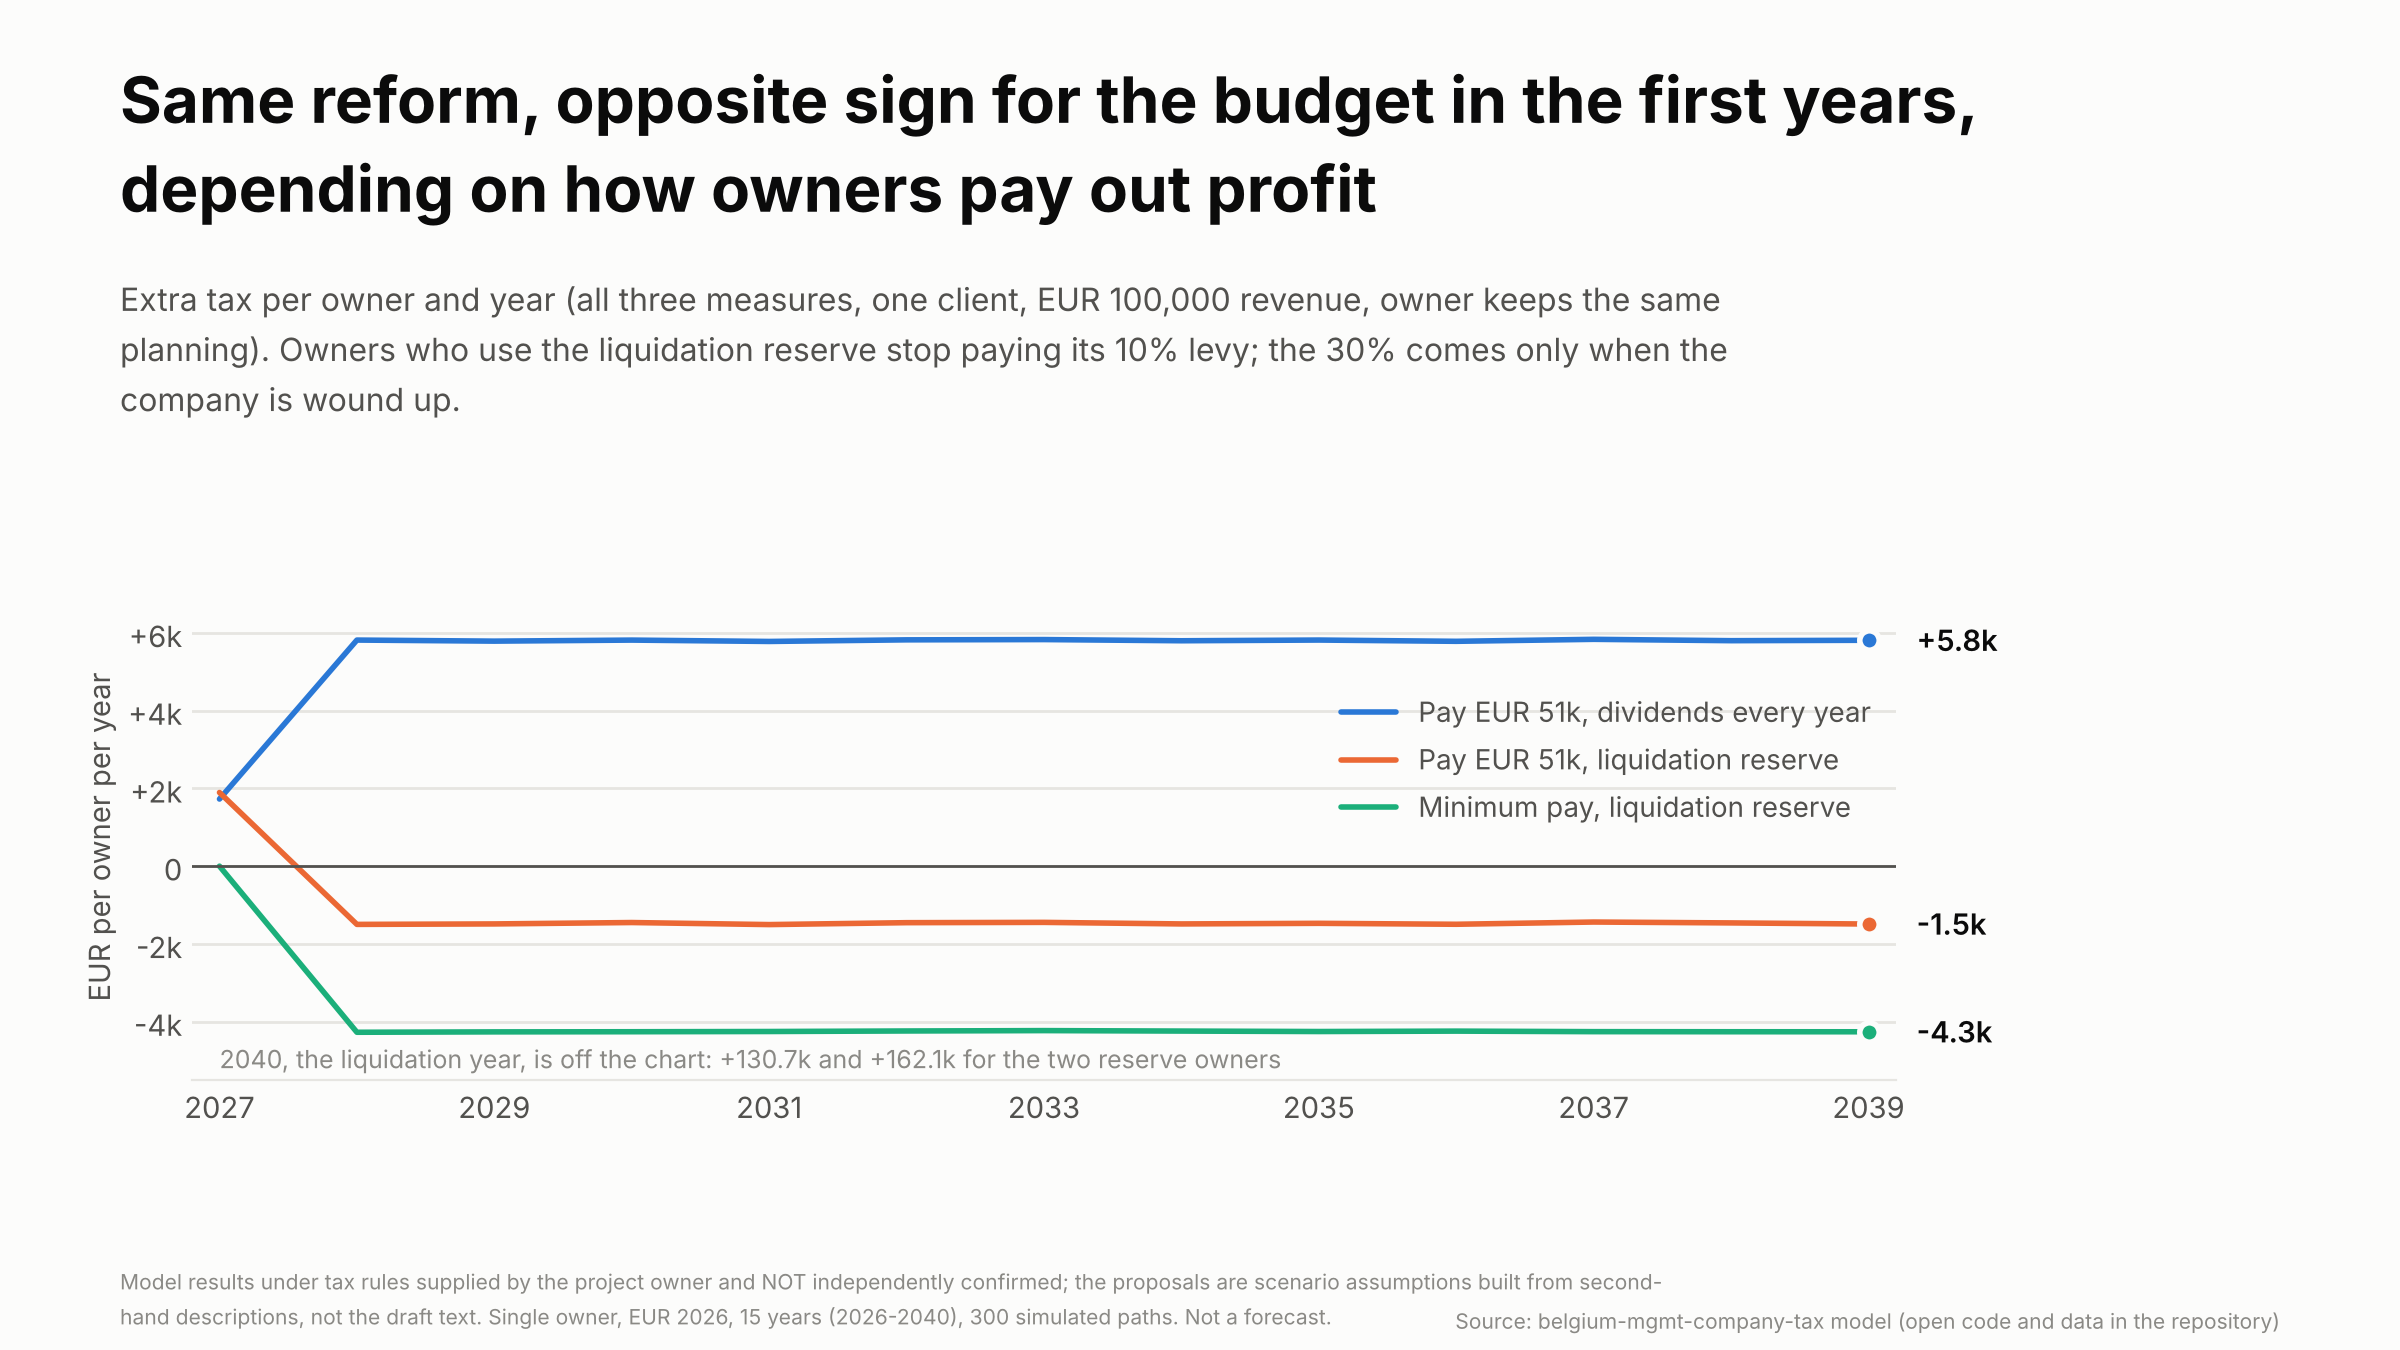 Same reform, opposite sign for the budget in the first years,
depending on how owners pay out profit
Extra tax per owner and year (all three measures, one client, EUR 100,000 revenue, owner keeps the same
planning). Owners who use the liquidation reserve stop paying its 10% levy; the 30% comes only when the
company is wound up.
EUR per owner per year
+6k
+4k
+2k
0
-2k
-4k
+5.8k
Pay EUR 51k, dividends every year
Pay EUR 51k, liquidation reserve
Minimum pay, liquidation reserve
-1.5k
-4.3k
2040, the liquidation year, is off the chart: +130.7k and +162.1k for the two reserve owners
2027 2029 2031 2033 2035 2037 2039
Model results under tax rules supplied by the project owner and NOT independently confirmed; the proposals are scenario assumptions built from second-
hand descriptions, not the draft text. Single owner, EUR 2026, 15 years (2026-2040), 300 simulated paths. Not a forecast.
Source: belgium-mgmt-company-tax model (open code and data in the repository)